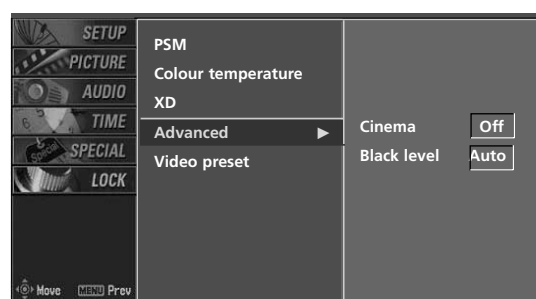 SETUP
PICTURE
AUDIO
TIME
SPECIAL
LOCK
Move MENU Prev
PSM
Colour temperature
XD
Advanced ▶
Video preset
Cinema Off
Black level Auto